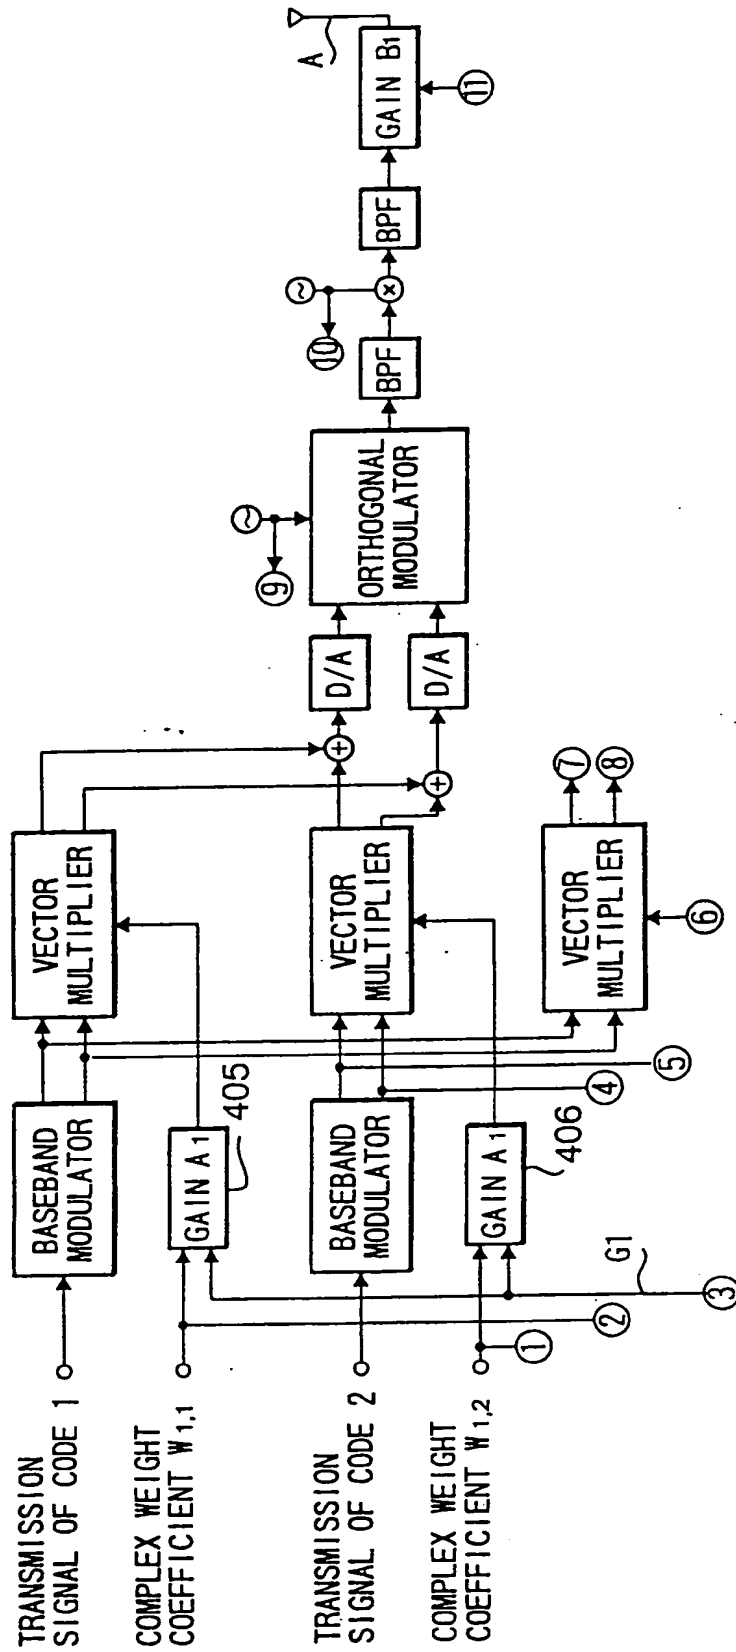 TRANSMISSION
SIGNAL OF CODE 1
BASEBAND
MODULATOR
VECTOR
MULTIPLIER
COMPLEX WEIGHT
COEFFICIENT W1,1
GAIN A1
405
TRANSMISSION
SIGNAL OF CODE 2
BASEBAND
MODULATOR
VECTOR
MULTIPLIER
COMPLEX WEIGHT
COEFFICIENT W1,2
GAIN A1
406
①
②
G1
③
④
⑤
VECTOR
MULTIPLIER
⑥
⑦
⑧
+
+
D/A
D/A
~
⑨
ORTHOGONAL
MODULATOR
BPF
~
⑩
×
BPF
GAIN B1
⑪
A